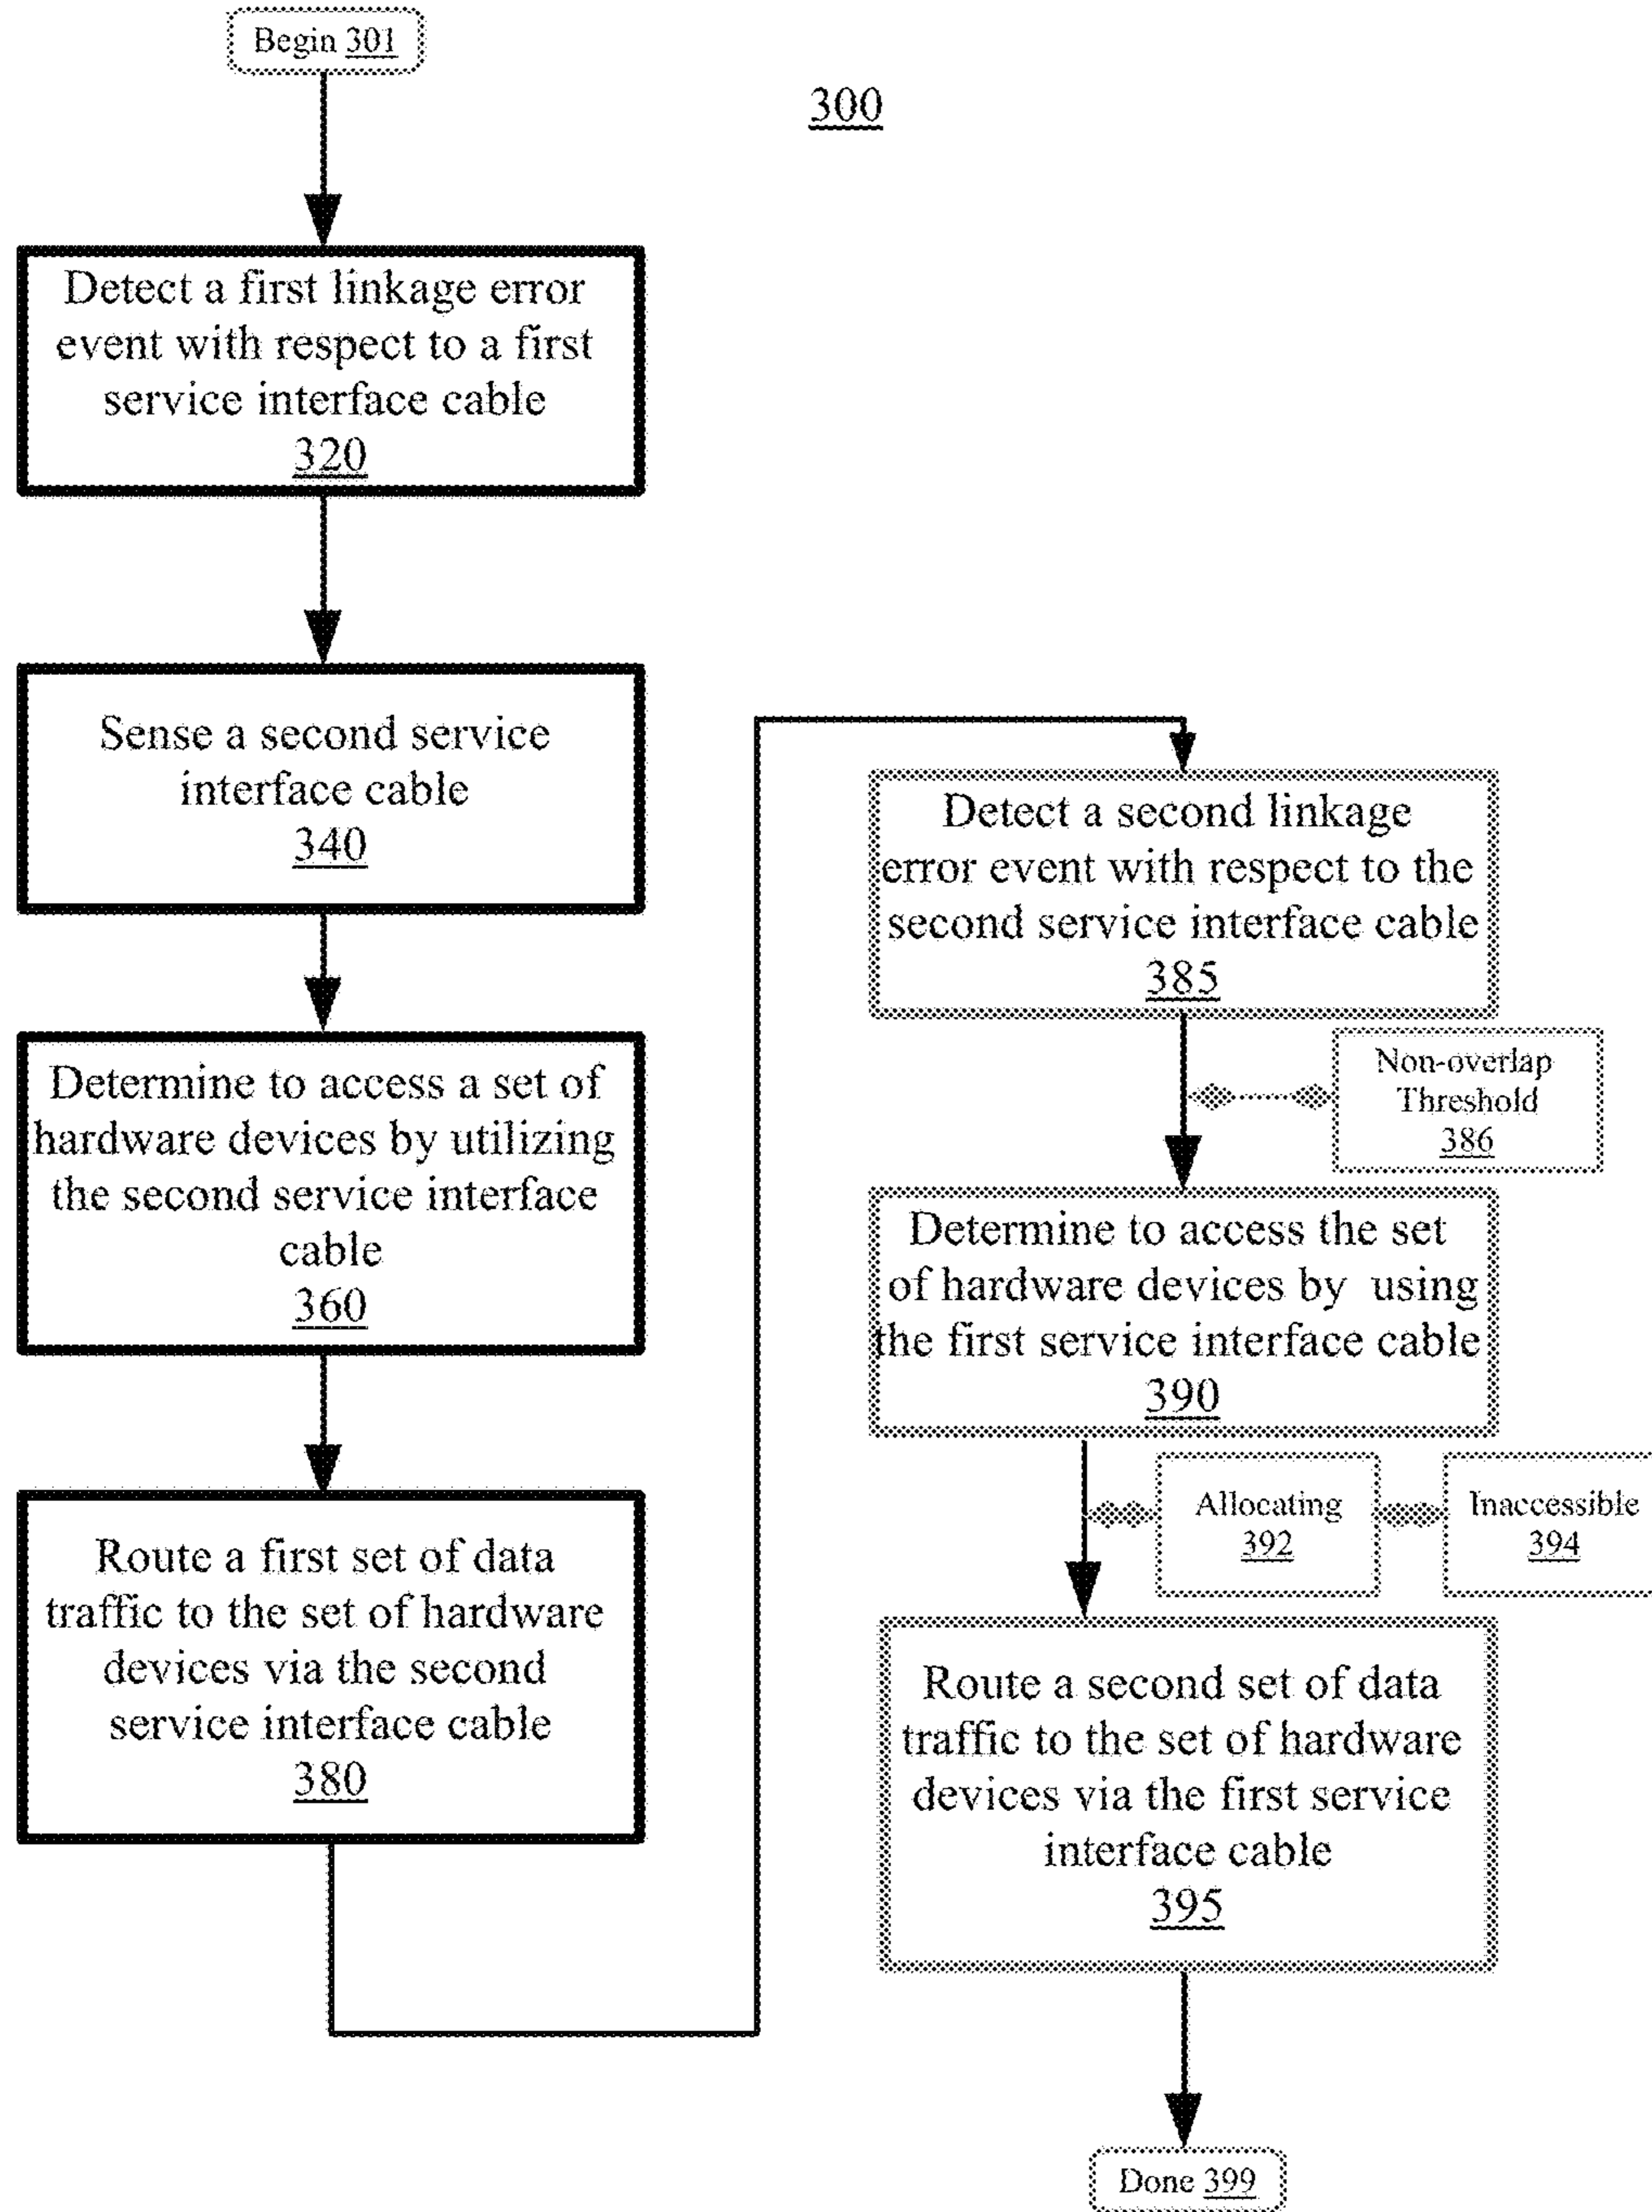 Begin 301
300
Detect a first linkage error
event with respect to a first
service interface cable
320
Sense a second service
interface cable
340
Determine to access a set of
hardware devices by utilizing
the second service interface
cable
360
Route a first set of data
traffic to the set of hardware
devices via the second
service interface cable
380
Detect a second linkage
error event with respect to the
second service interface cable
385
Non-overlap
Threshold
386
Determine to access the set
of hardware devices by using
the first service interface cable
390
Allocating
392
Inaccessible
394
Route a second set of data
traffic to the set of hardware
devices via the first service
interface cable
395
Done 399